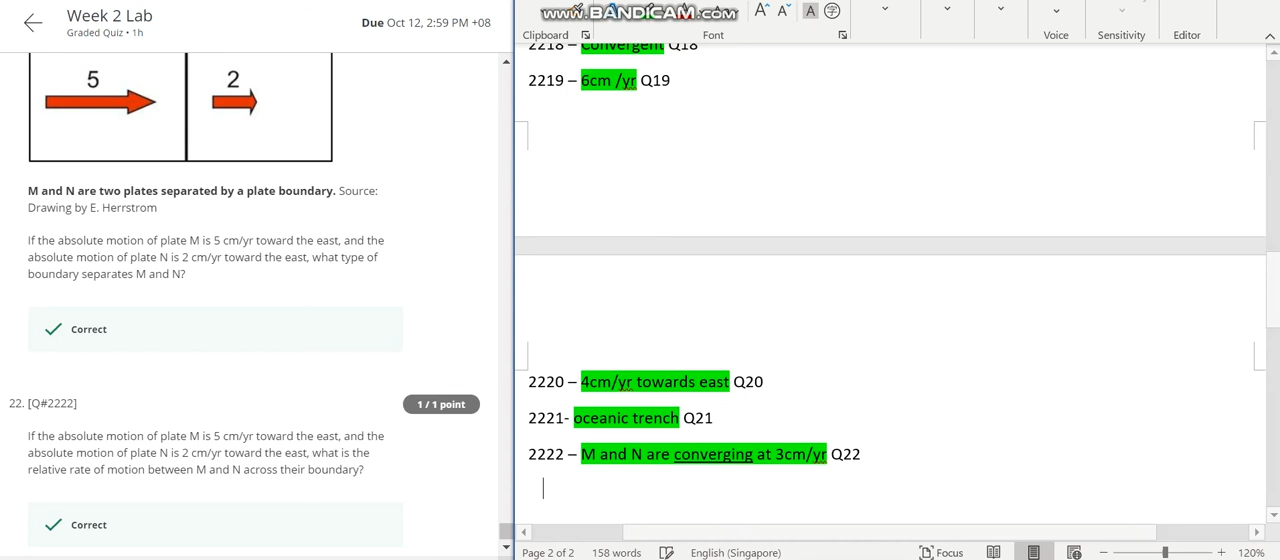 Week 2 Lab
Graded Quiz • 1h
Due Oct 12, 2:59 PM +08
5
2
M and N are two plates separated by a plate boundary. Source:
Drawing by E. Herrstrom
If the absolute motion of plate M is 5 cm/yr toward the east, and the
absolute motion of plate N is 2 cm/yr toward the east, what type of
boundary separates M and N?
Correct
22. [Q#2222]
1 / 1 point
If the absolute motion of plate M is 5 cm/yr toward the east, and the
absolute motion of plate N is 2 cm/yr toward the east, what is the
relative rate of motion between M and N across their boundary?
Correct
www.BANDICAM.com
Clipboard
Font
Voice
Sensitivity
Editor
2218 – Convergent Q18
2219 – 6cm /yr Q19
2220 – 4cm/yr towards east Q20
2221- oceanic trench Q21
2222 – M and N are converging at 3cm/yr Q22
Page 2 of 2
158 words
English (Singapore)
Focus
120%